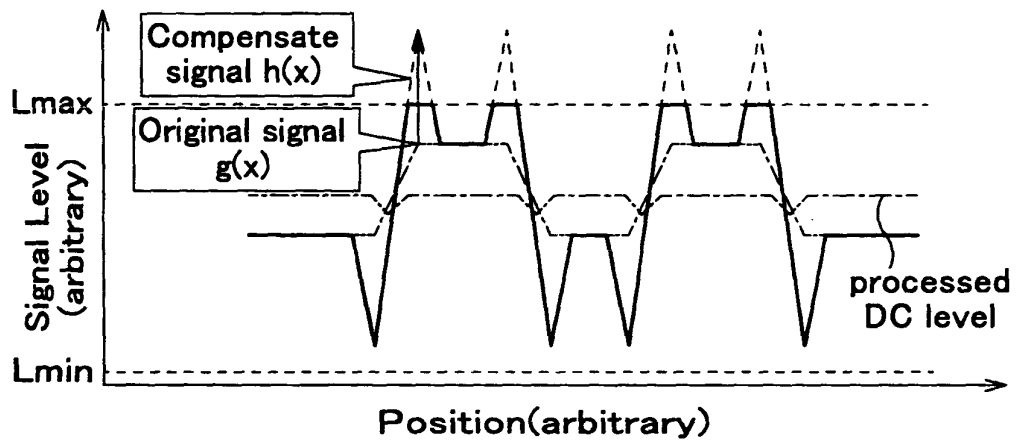 Compensate
signal h(x)
Lmax
Original signal
g(x)
Signal Level
(arbitrary)
processed
DC level
Lmin
Position(arbitrary)